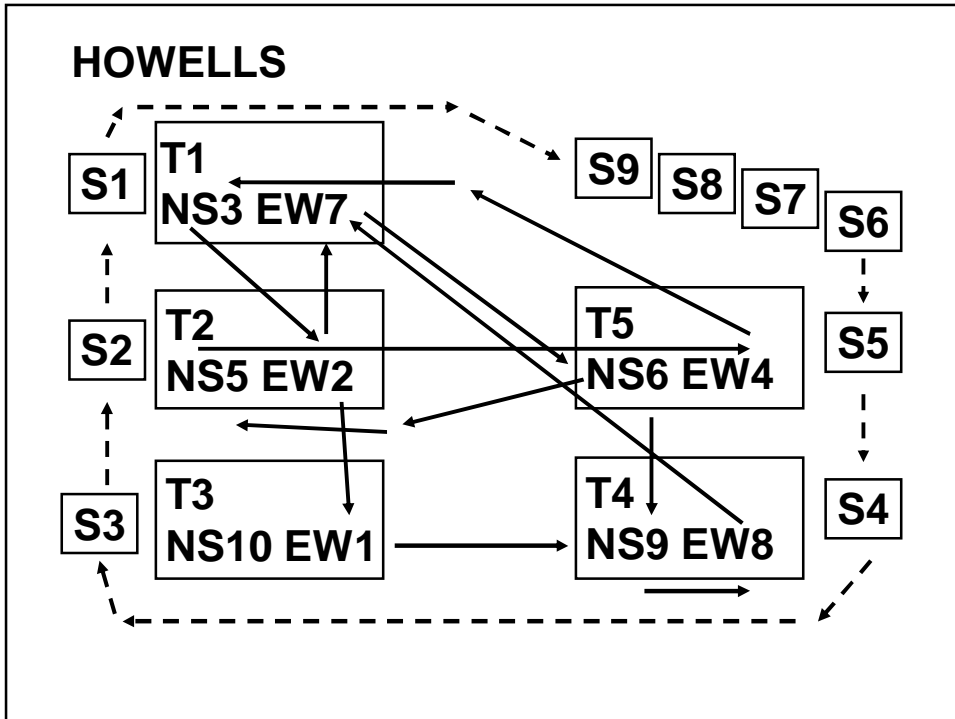 HOWELLS
S1
T1
NS3 EW7
S9
S8
S7
S6
S2
T2
NS5 EW2
T5
NS6 EW4
S5
S3
T3
NS10 EW1
T4
NS9 EW8
S4